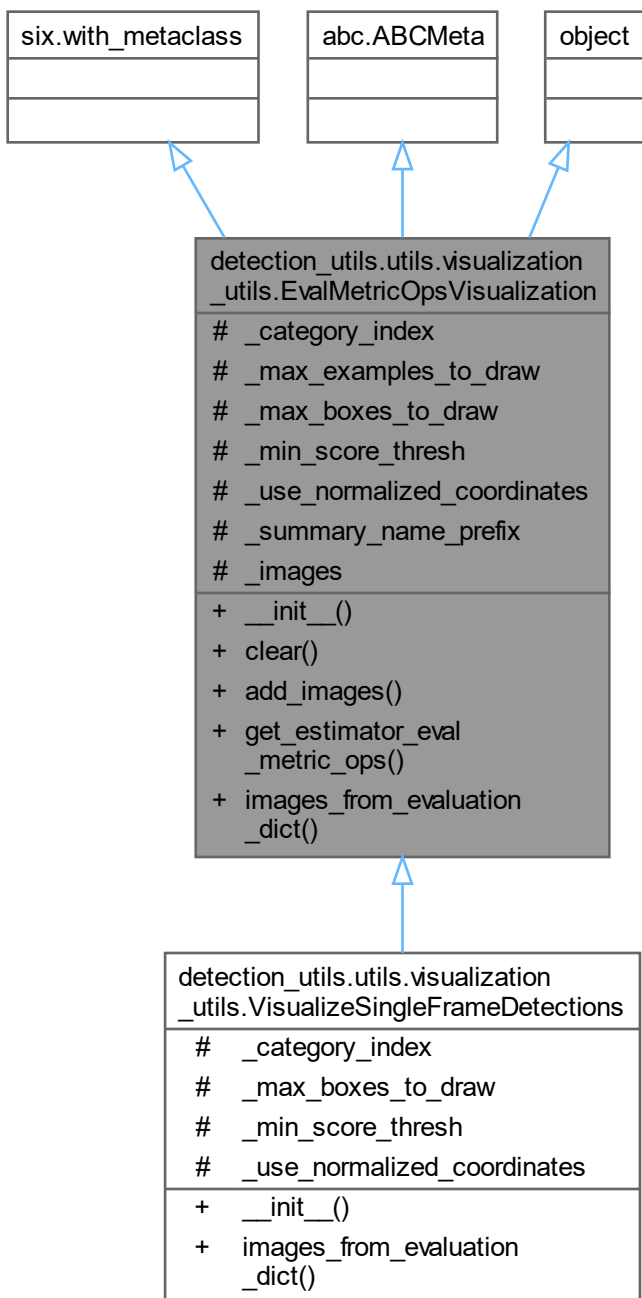 six.with_metaclass
abc.ABCMeta
object
detection_utils.utils.visualization
_utils.EvalMetricOpsVisualization
# _category_index
# _max_examples_to_draw
# _max_boxes_to_draw
# _min_score_thresh
# _use_normalized_coordinates
# _summary_name_prefix
# _images
+ __init__()
+ clear()
+ add_images()
+ get_estimator_eval
_metric_ops()
+ images_from_evaluation
_dict()
detection_utils.utils.visualization
_utils.VisualizeSingleFrameDetections
# _category_index
# _max_boxes_to_draw
# _min_score_thresh
# _use_normalized_coordinates
+ __init__()
+ images_from_evaluation
_dict()